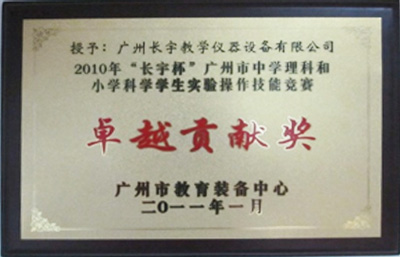 授予：广州长宇教学仪器设备有限公司
2010年“长宇杯”广州市中学理科和
小学科学学生实验操作技能竞赛
卓越贡献奖
广州市教育装备中心
二〇一一年一月